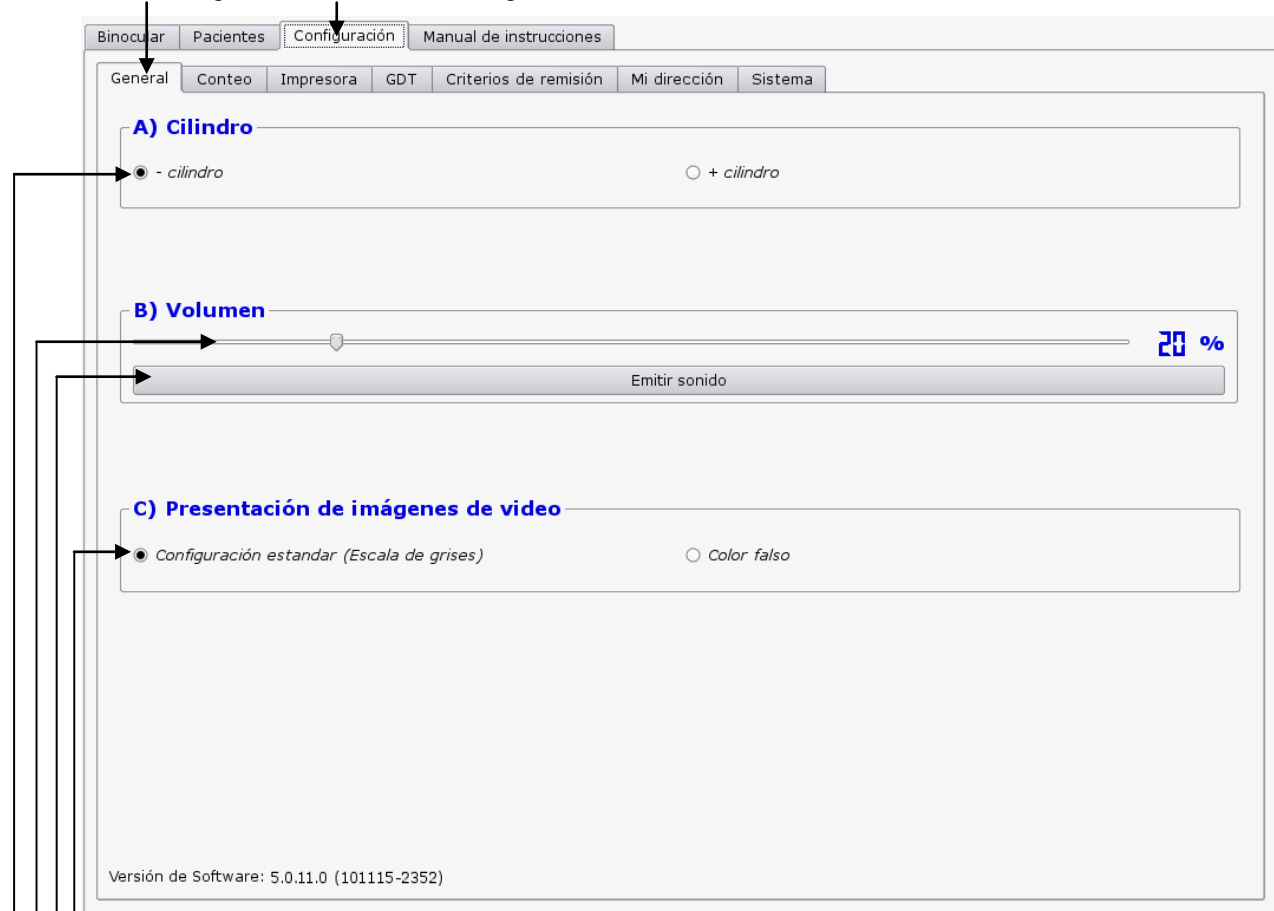 Binocular Pacientes Configuración Manual de instrucciones
General Conteo Impresora GDT Criterios de remisión Mi dirección Sistema
A) Cilindro
- cilindro + cilindro
B) Volumen
20 %
Emitir sonido
C) Presentación de imágenes de video
Configuración estandar (Escala de grises) Color falso
Versión de Software: 5.0.11.0 (101115-2352)